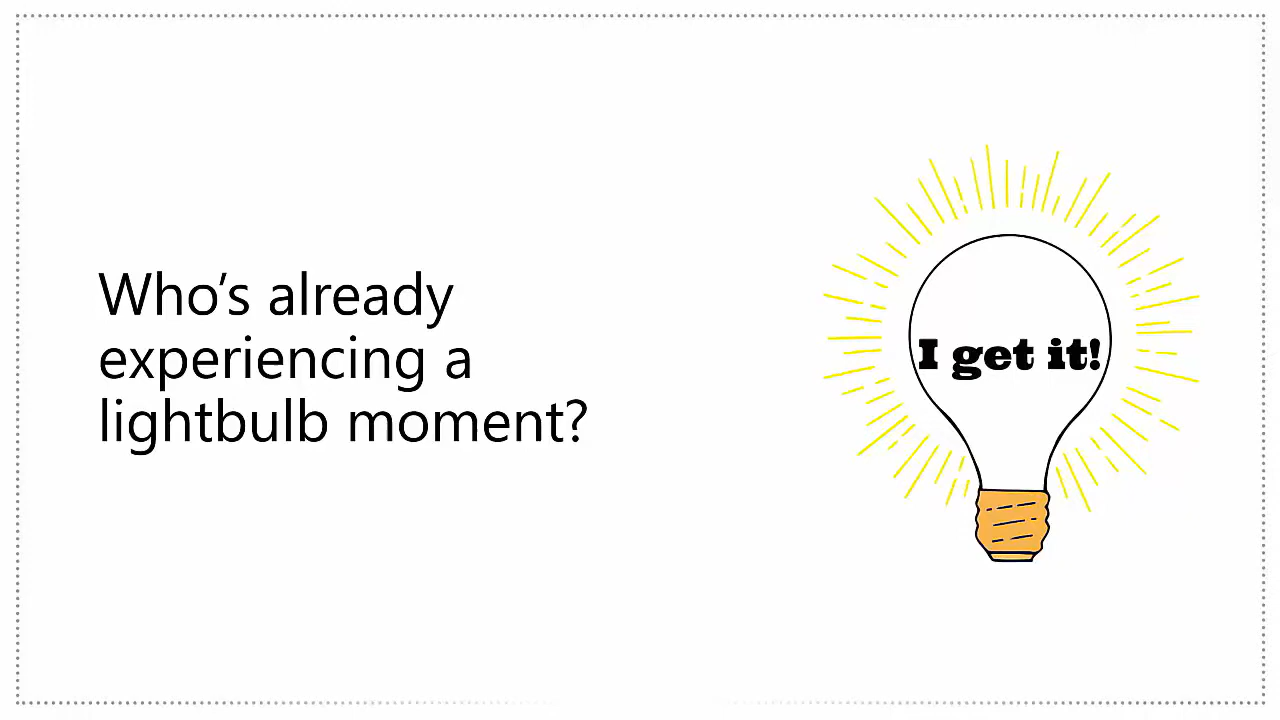 Who’s already
experiencing a
lightbulb moment?
I get it!